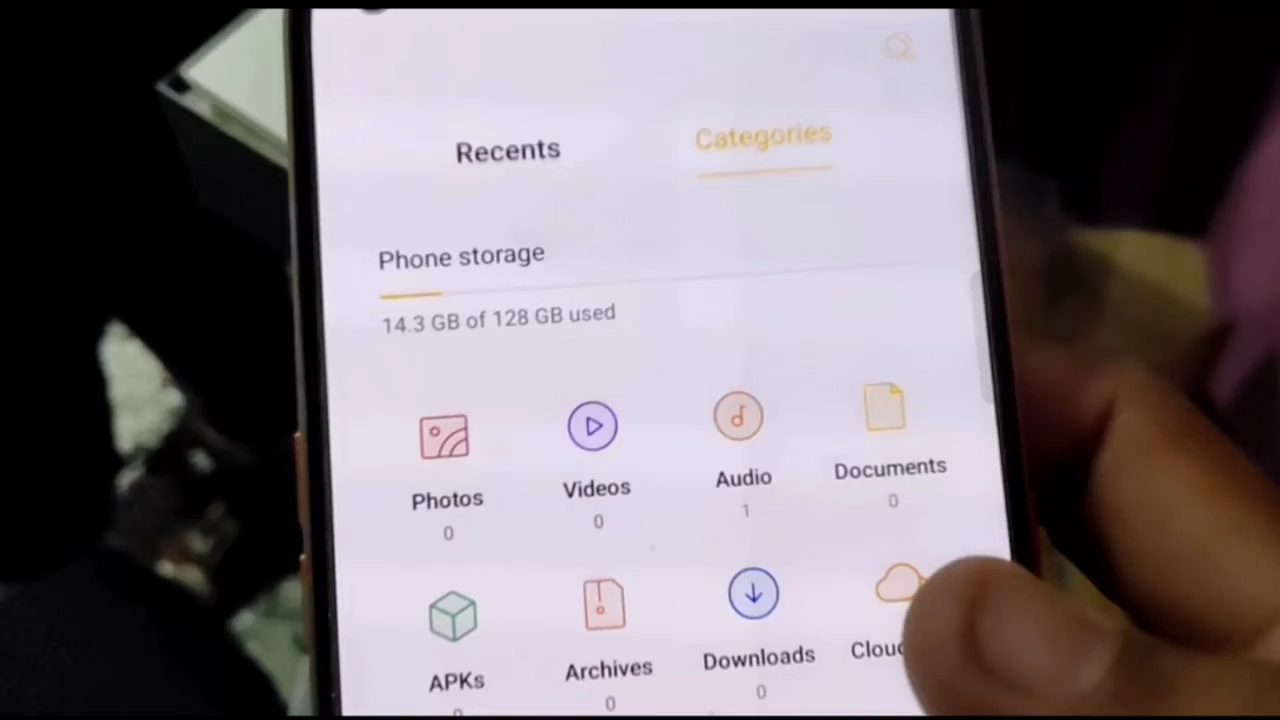 Recents
Categories
Phone storage
14.3 GB of 128 GB used
Photos
Videos
Audio
Documents
0
0
1
0
APKs
Archives
Downloads
0
0